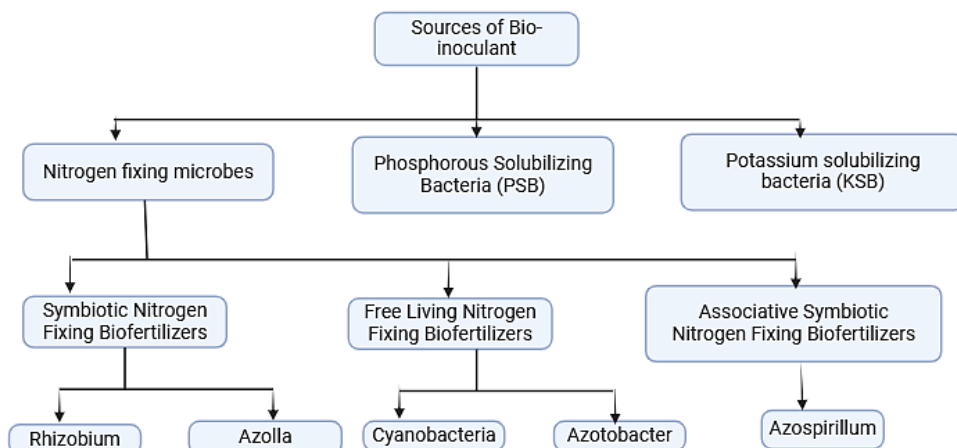 Sources of Bio-
inoculant
Nitrogen fixing microbes
Phosphorous Solubilizing
Bacteria (PSB)
Potassium solubilizing
bacteria (KSB)
Symbiotic Nitrogen
Fixing Biofertilizers
Free Living Nitrogen
Fixing Biofertilizers
Associative Symbiotic
Nitrogen Fixing Biofertilizers
Rhizobium
Azolla
Cyanobacteria
Azotobacter
Azospirillum